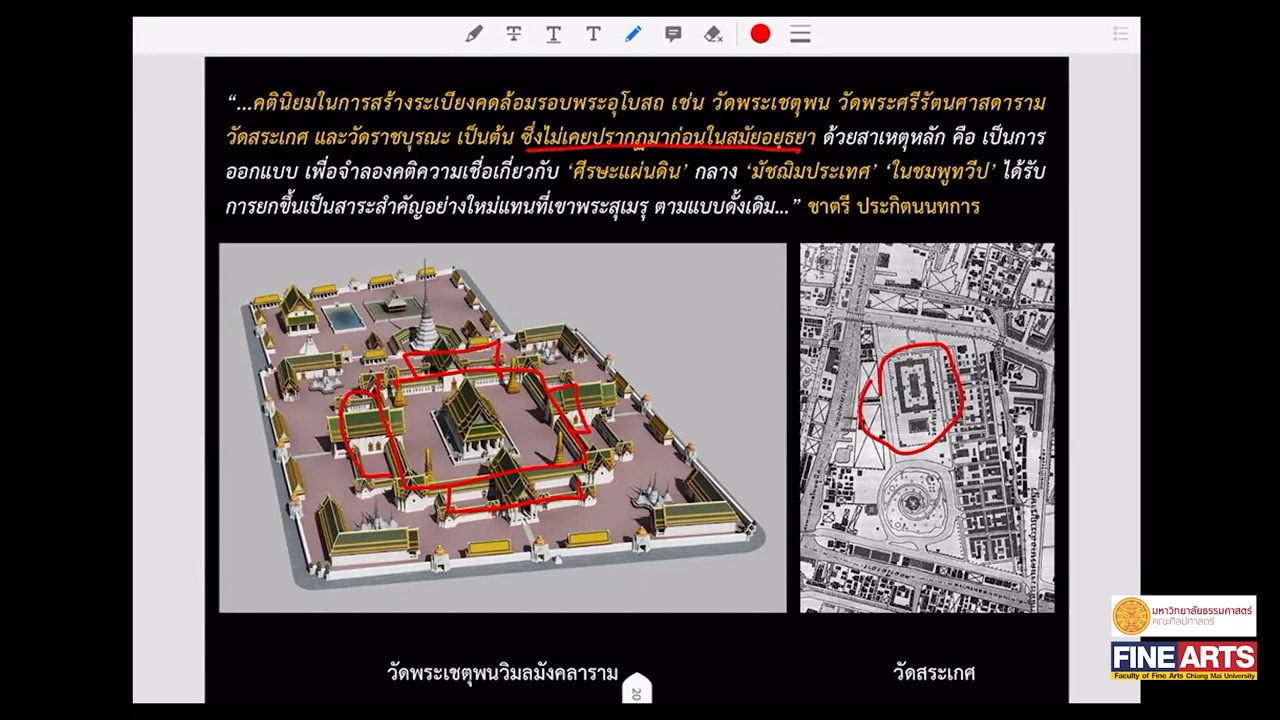 “...คตินิยมในการสร้างระเบียงคดล้อมรอบพระอุโบสถ เช่น วัดพระเชตุพน วัดพระศรีรัตนศาสดาราม
วัดสระเกศ และวัดราชบุรณะ เป็นต้น ซึ่งไม่เคยปรากฏมาก่อนในสมัยอยุธยา ด้วยสาเหตุหลัก คือ เป็นการ
ออกแบบ เพื่อจำลองคติความเชื่อเกี่ยวกับ ‘ศีรษะแผ่นดิน’ กลาง ‘มัชฌิมประเทศ’ ‘ในชมพูทวีป’ ได้รับ
การยกขึ้นเป็นสาระสำคัญอย่างใหม่แทนที่เขาพระสุเมรุ ตามแบบดั้งเดิม...” ชาตรี ประกิตนนทการ
วัดพระเชตุพนวิมลมังคลาราม
วัดสระเกศ
20
มหาวิทยาลัยธรรมศาสตร์
คณะศิลปศาสตร์
FINE ARTS
Faculty of Fine Arts Chiang Mai University